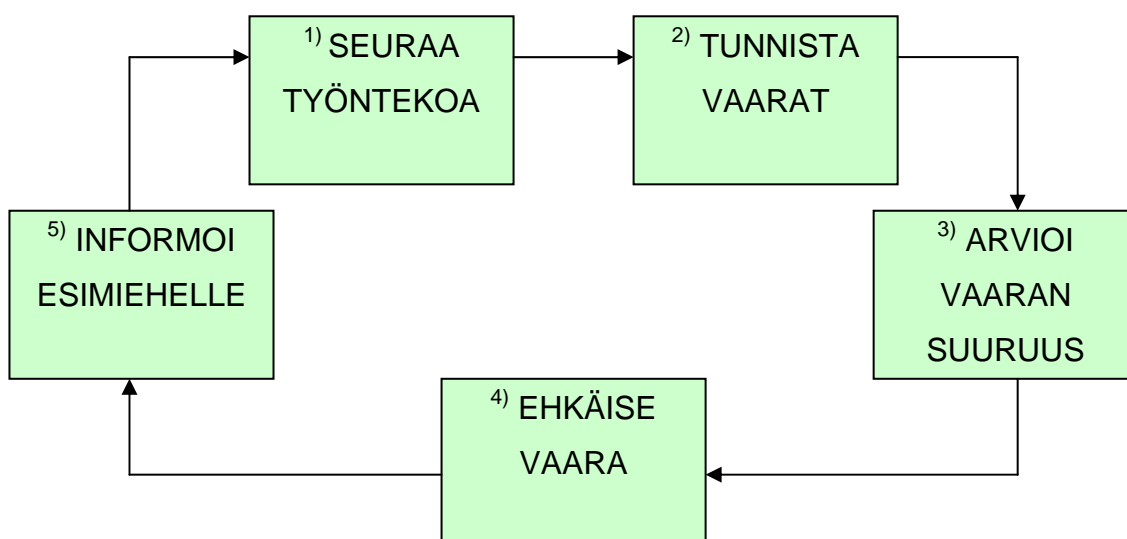 1) SEURAA
TYÖNTEKOA
2) TUNNISTA
VAARAT
3) ARVIOI
VAARAN
SUURUUS
4) EHKÄISE
VAARA
5) INFORMOI
ESIMIEHELLE